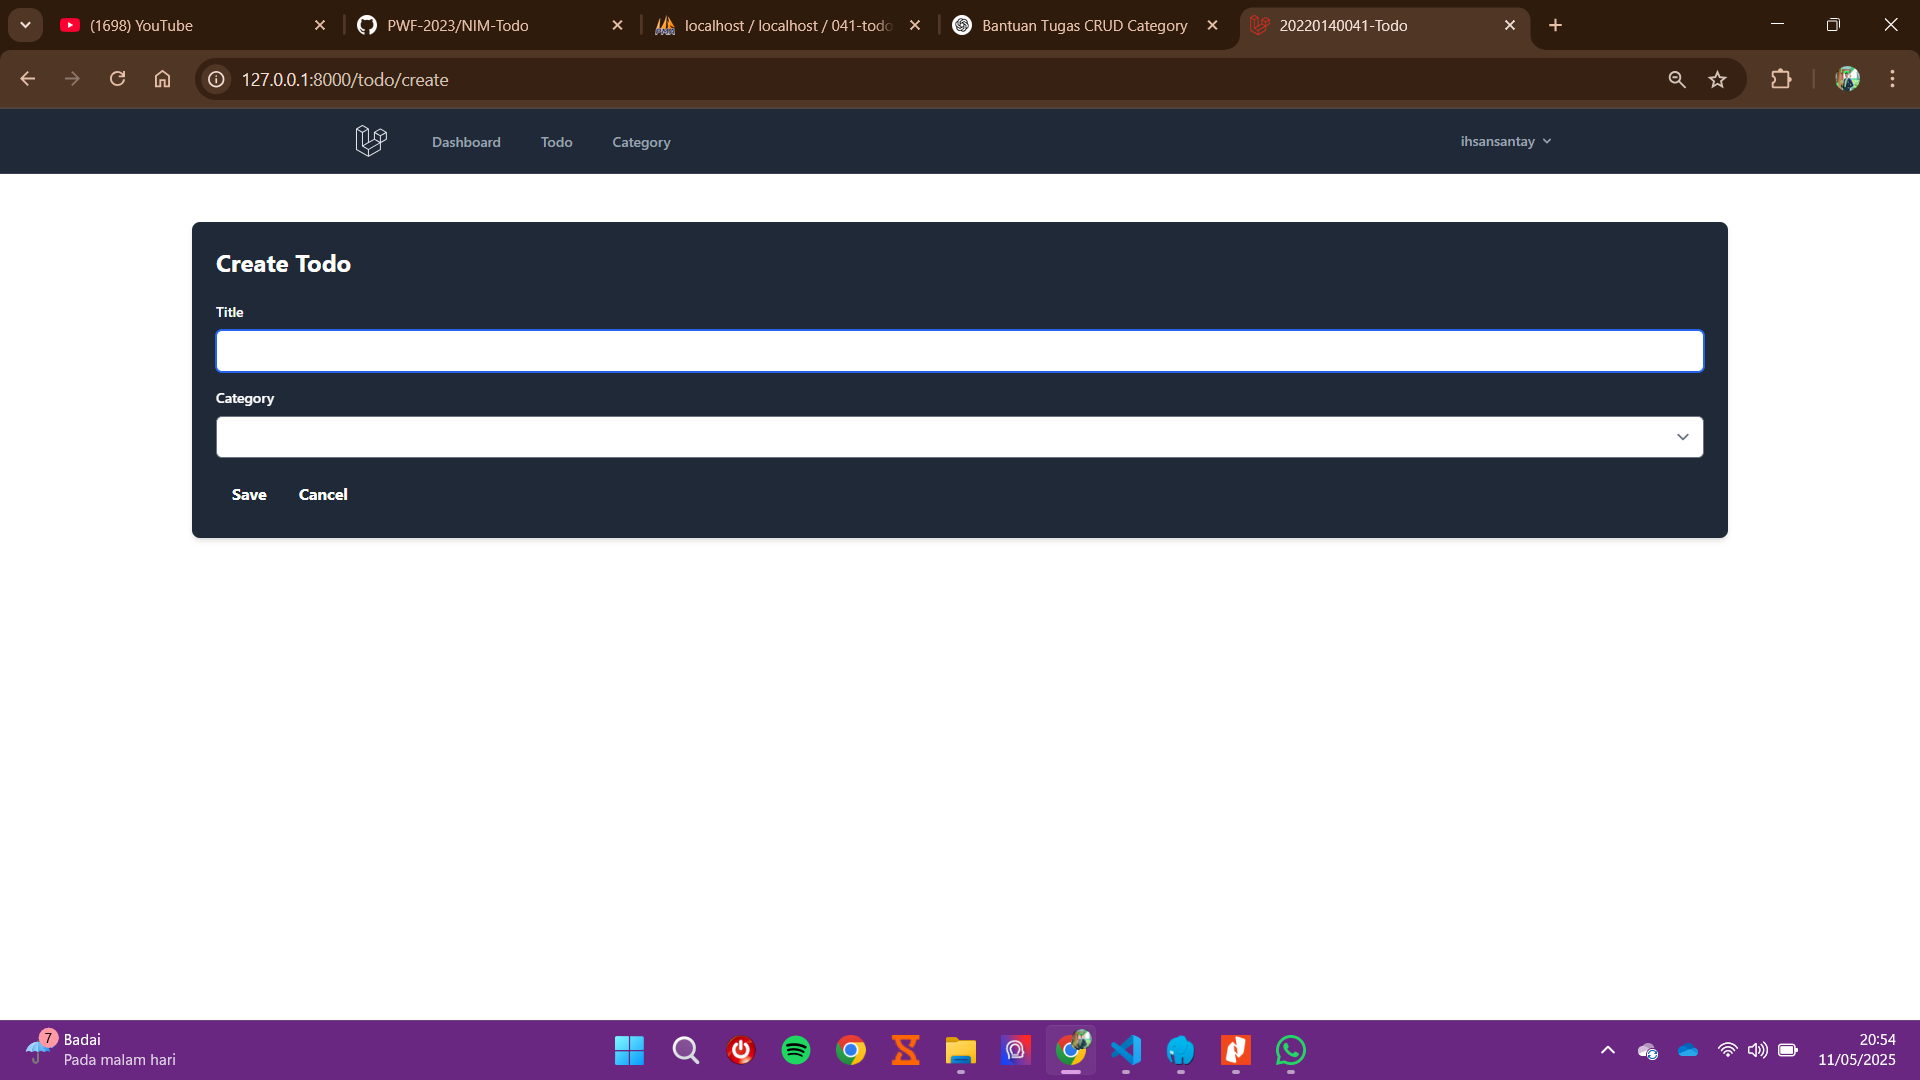 (1698) YouTube
PWF-2023/NIM-Todo
localhost / localhost / 041-todo
Bantuan Tugas CRUD Category
20220140041-Todo
127.0.0.1:8000/todo/create
Dashboard
Todo
Category
ihsansantay
Create Todo
Title
Category
Save
Cancel
7
Badai
Pada malam hari
20:54
11/05/2025